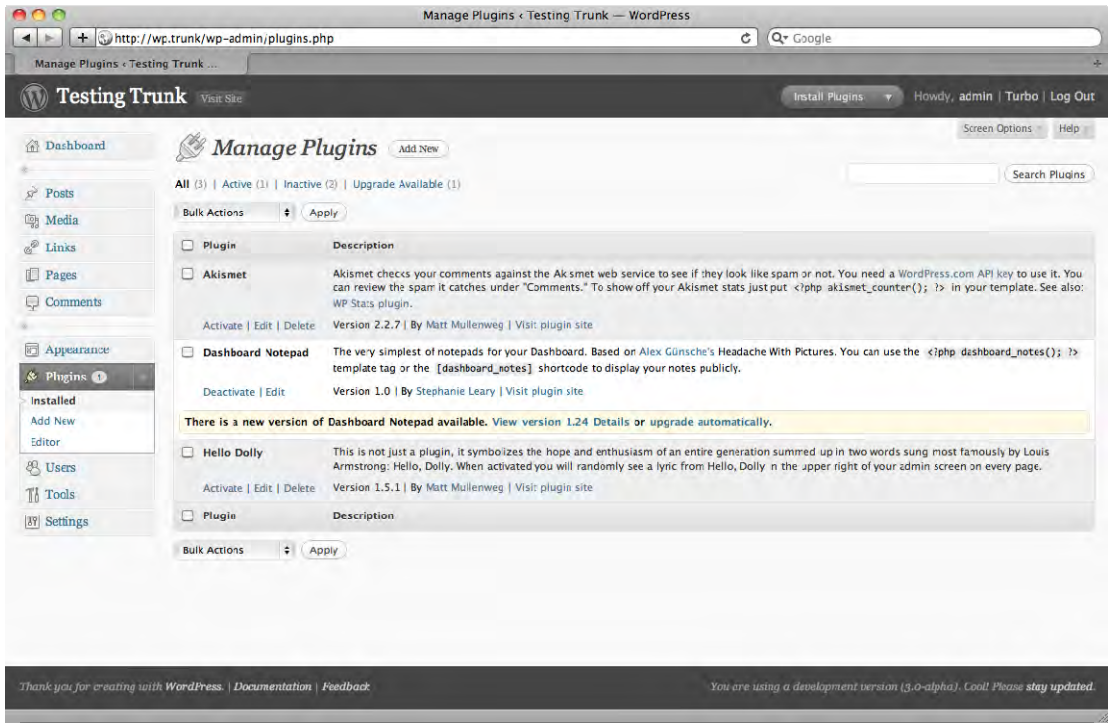 Manage Plugins ‹ Testing Trunk — WordPress
http://wp.trunk/wp-admin/plugins.php
Google
Manage Plugins ‹ Testing Trunk ...
Testing Trunk Visit Site
Install Plugins
Howdy, admin | Turbo | Log Out
Screen Options
Help
Dashboard
Posts
Media
Links
Pages
Comments
Appearance
Plugins 1
Installed
Add New
Editor
Users
Tools
Settings
Manage Plugins Add New
All (3) | Active (1) | Inactive (2) | Upgrade Available (1)
Search Plugins
Bulk Actions Apply
Plugin Description
Akismet
Akismet checks your comments against the Akismet web service to see if they look like spam or not. You need a WordPress.com API key to use it. You
can review the spam it catches under "Comments." To show off your Akismet stats just put <?php akismet_counter(); ?> in your template. See also:
WP Stats plugin.
Activate | Edit | Delete Version 2.2.7 | By Matt Mullenweg | Visit plugin site
Dashboard Notepad
The very simplest of notepads for your Dashboard. Based on Alex Günsche's Headache With Pictures. You can use the <?php dashboard_notes(); ?>
template tag or the [dashboard_notes] shortcode to display your notes publicly.
Deactivate | Edit Version 1.0 | By Stephanie Leary | Visit plugin site
There is a new version of Dashboard Notepad available. View version 1.24 Details or upgrade automatically.
Hello Dolly
This is not just a plugin, it symbolizes the hope and enthusiasm of an entire generation summed up in two words sung most famously by Louis
Armstrong: Hello, Dolly. When activated you will randomly see a lyric from Hello, Dolly in the upper right of your admin screen on every page.
Activate | Edit | Delete Version 1.5.1 | By Matt Mullenweg | Visit plugin site
Plugin Description
Bulk Actions Apply
Thank you for creating with WordPress. | Documentation | Feedback
You are using a development version (3.0-alpha). Cool! Please stay updated.